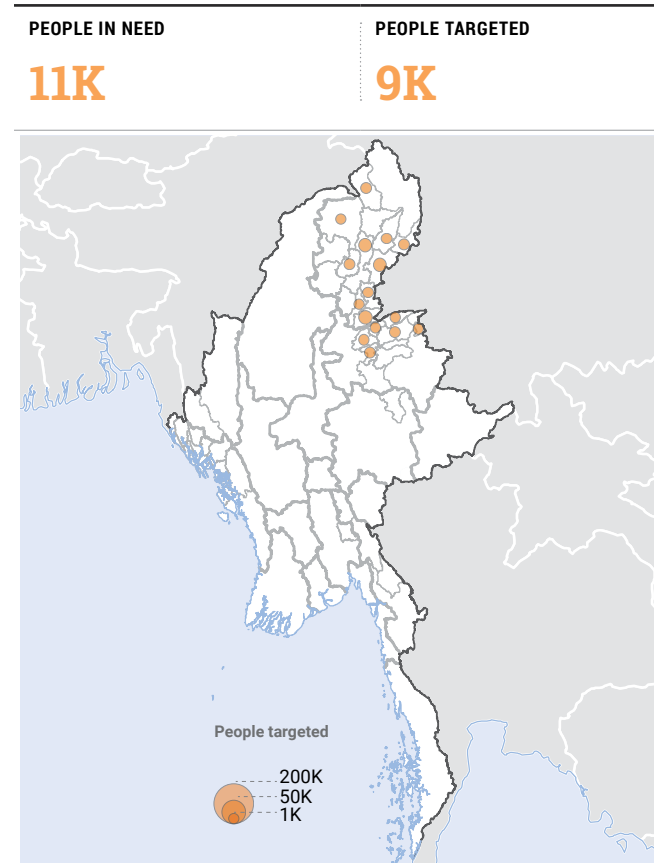 PEOPLE IN NEED
11K
PEOPLE TARGETED
9K
People targeted
200K
50K
1K